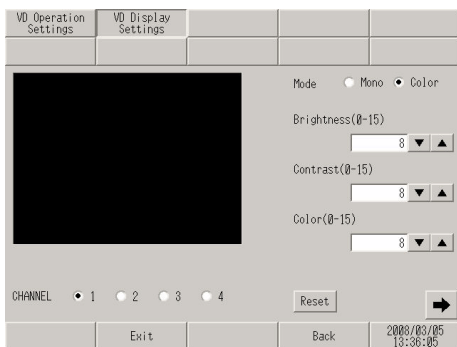 VD Operation Settings
VD Display Settings
Mode Mono Color
Brightness(0-15)
8
Contrast(0-15)
8
Color(0-15)
8
CHANNEL 1 2 3 4
Reset
Exit
Back
2008/03/05
13:36:05